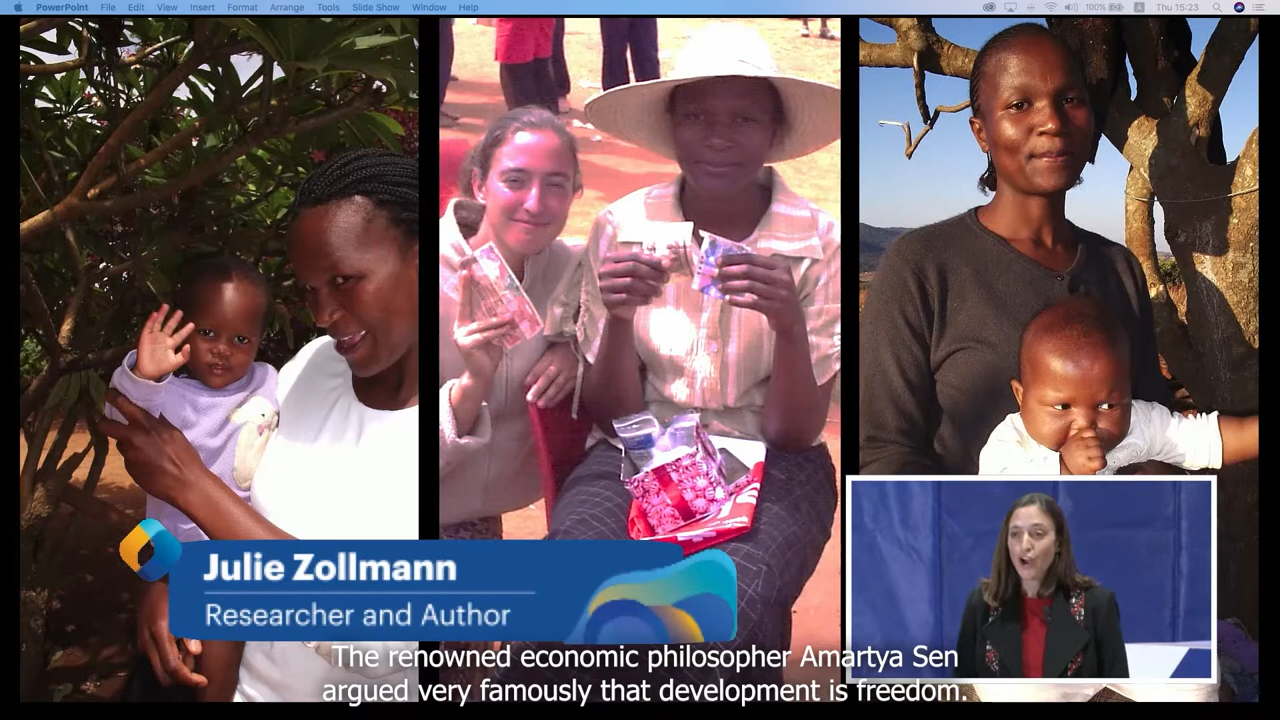 PowerPoint File Edit View Insert Format Arrange Tools Slide Show Window Help 100% Thu 15:23
Julie Zollmann
Researcher and Author
The renowned economic philosopher Amartya Sen
argued very famously that development is freedom.